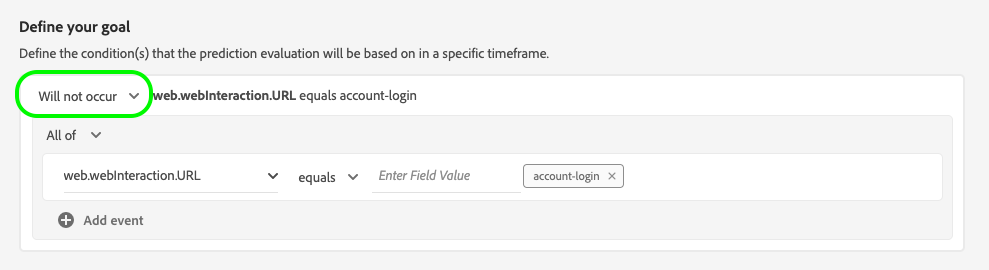 Define your goal
Define the condition(s) that the prediction evaluation will be based on in a specific timeframe.
Will not occur web.webInteraction.URL equals account-login
All of
web.webInteraction.URL equals Enter Field Value account-login
Add event